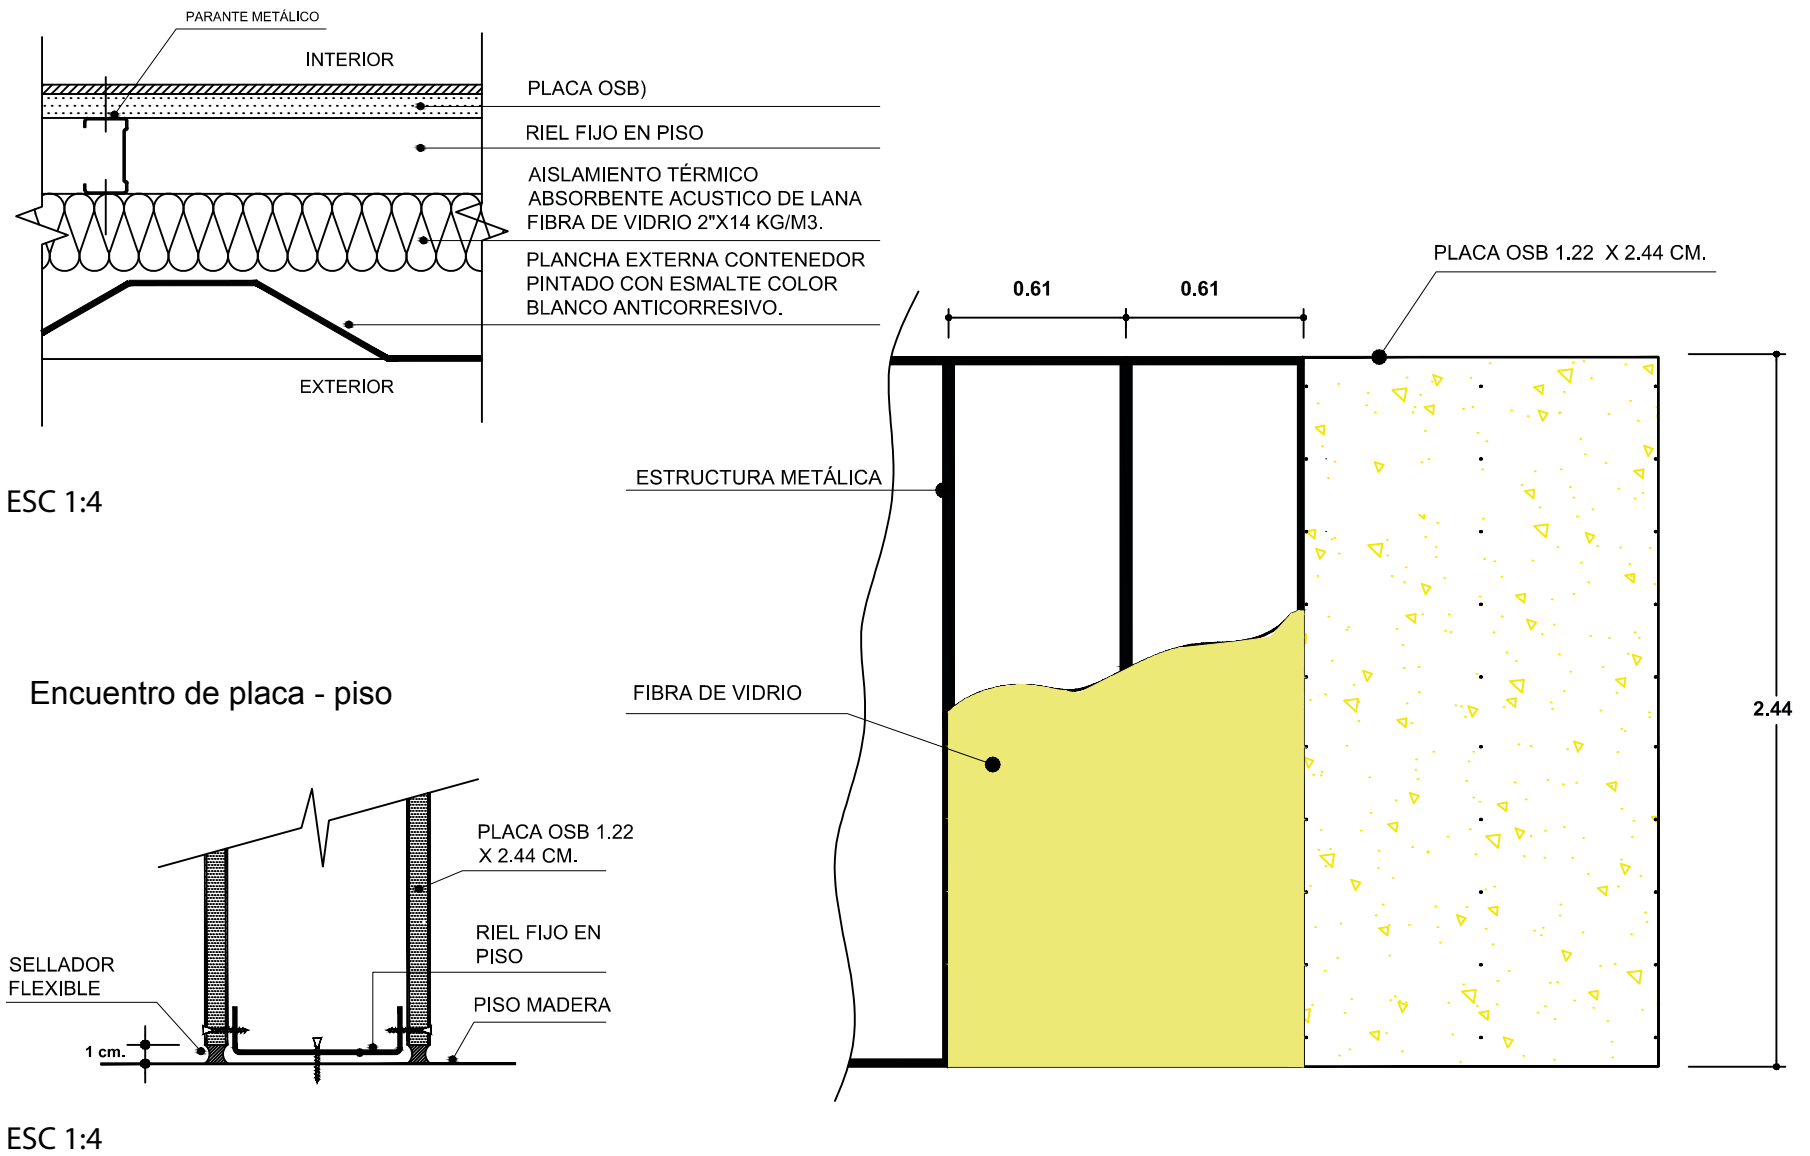 PARANTE METÁLICO
INTERIOR
PLACA OSB)
RIEL FIJO EN PISO
AISLAMIENTO TÉRMICO
ABSORBENTE ACUSTICO DE LANA
FIBRA DE VIDRIO 2"X14 KG/M3.
PLANCHA EXTERNA CONTENEDOR
PINTADO CON ESMALTE COLOR
BLANCO ANTICORRESIVO.
EXTERIOR
ESC 1:4
PLACA OSB 1.22 X 2.44 CM.
0.61
0.61
ESTRUCTURA METÁLICA
FIBRA DE VIDRIO
2.44
Encuentro de placa - piso
PLACA OSB 1.22
X 2.44 CM.
RIEL FIJO EN
PISO
SELLADOR
FLEXIBLE
PISO MADERA
1 cm.
ESC 1:4